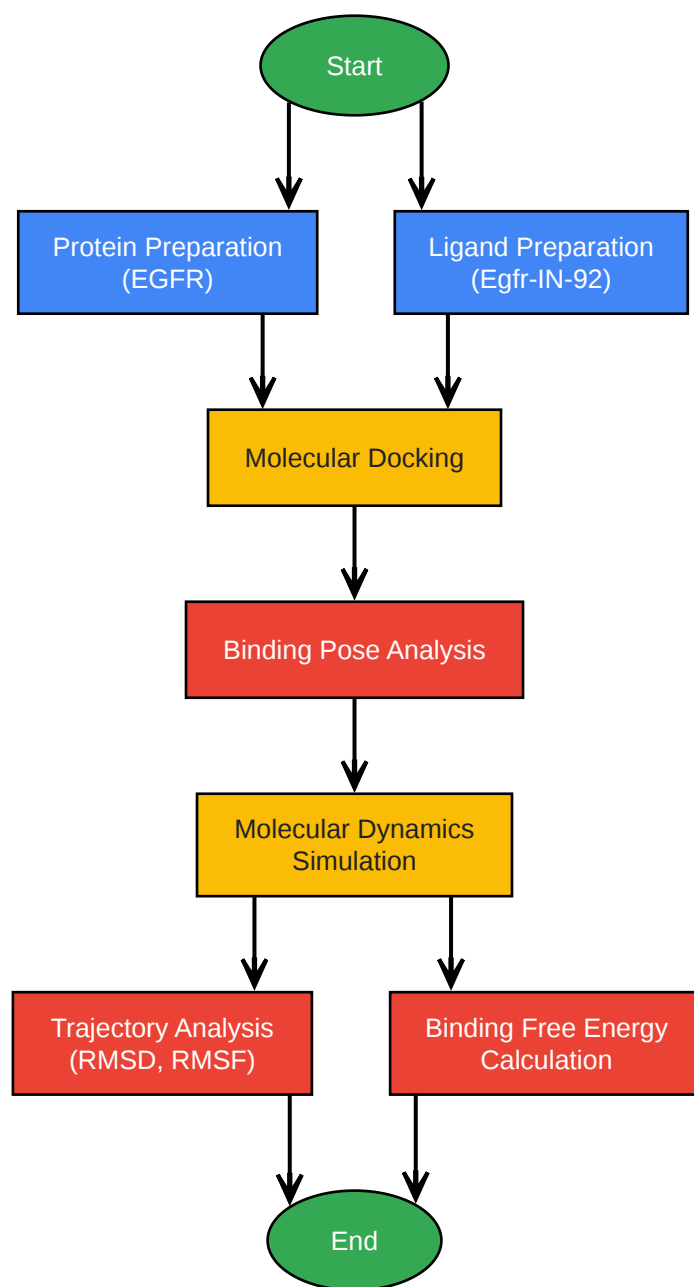 Start
Protein Preparation
(EGFR)
Ligand Preparation
(Egfr-IN-92)
Molecular Docking
Binding Pose Analysis
Molecular Dynamics
Simulation
Trajectory Analysis
(RMSD, RMSF)
Binding Free Energy
Calculation
End